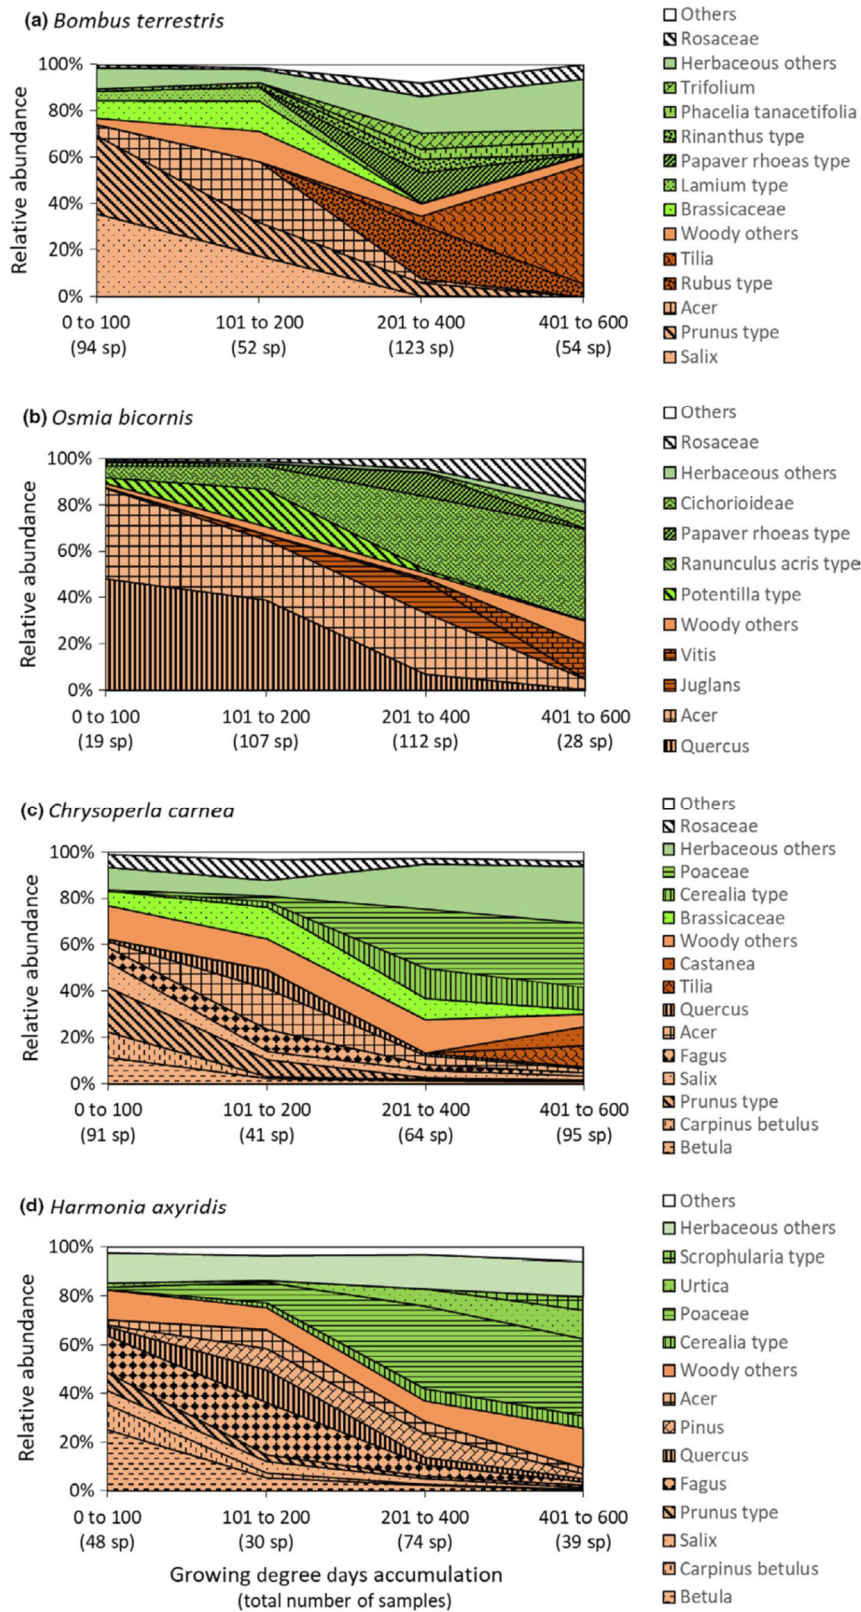 (a) Bombus terrestris
Relative abundance
100%
80%
60%
40%
20%
0%
0 to 100
(94 sp)
101 to 200
(52 sp)
201 to 400
(123 sp)
401 to 600
(54 sp)
Others
Rosaceae
Herbaceous others
Trifolium
Phacelia tanacetifolia
Rinanthus type
Papaver rhoeas type
Lamium type
Brassicaceae
Woody others
Tilia
Rubus type
Acer
Prunus type
Salix
(b) Osmia bicornis
Relative abundance
100%
80%
60%
40%
20%
0%
0 to 100
(19 sp)
101 to 200
(107 sp)
201 to 400
(112 sp)
401 to 600
(28 sp)
Others
Rosaceae
Herbaceous others
Cichorioideae
Papaver rhoeas type
Ranunculus acris type
Potentilla type
Woody others
Vitis
Juglans
Acer
Quercus
(c) Chrysoperla carnea
Relative abundance
100%
80%
60%
40%
20%
0%
0 to 100
(91 sp)
101 to 200
(41 sp)
201 to 400
(64 sp)
401 to 600
(95 sp)
Others
Rosaceae
Herbaceous others
Poaceae
Cerealia type
Brassicaceae
Woody others
Castanea
Tilia
Quercus
Acer
Fagus
Salix
Prunus type
Carpinus betulus
Betula
(d) Harmonia axyridis
Relative abundance
100%
80%
60%
40%
20%
0%
0 to 100
(48 sp)
101 to 200
(30 sp)
201 to 400
(74 sp)
401 to 600
(39 sp)
Growing degree days accumulation
(total number of samples)
Others
Herbaceous others
Scrophularia type
Urtica
Poaceae
Cerealia type
Woody others
Acer
Pinus
Quercus
Fagus
Prunus type
Salix
Carpinus betulus
Betula